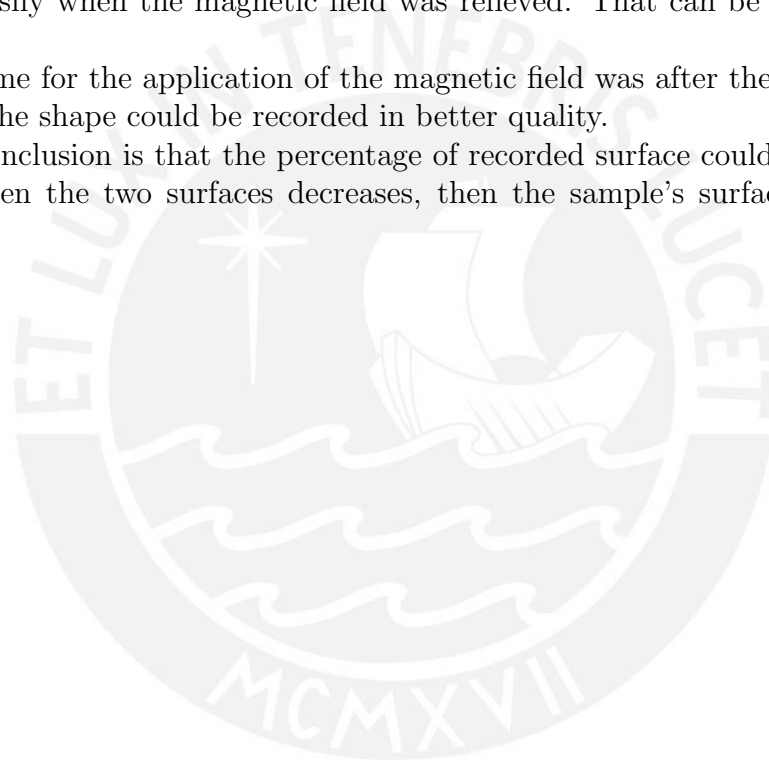 when the magnetic field was relieved. That can be
for the application of the magnetic field was after the
he shape could be recorded in better quality.
nclusion is that the percentage of recorded surface could
en the two surfaces decreases, then the sample's surfac
ET LUX IN TENEBRIS LUCET
MCMXVII